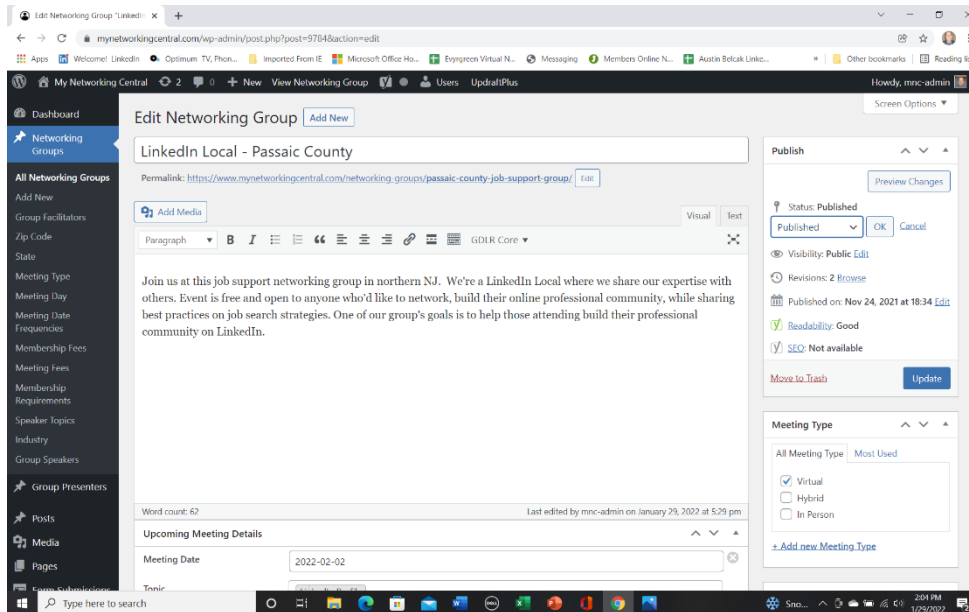 Edit Networking Group "LinkedIn
mynetworkingcentral.com/wp-admin/post.php?post=9784&action=edit
Apps Welcome! LinkedIn Optimum TV, Phon... Imported From IE Microsoft Office Ho... Evyrgreen Virtual N... Messaging Members Online N... Austin Belcak Linke... » Other bookmarks Reading lis
My Networking Central 2 0 New View Networking Group Users UpdraftPlus Howdy, mnc-admin
Screen Options
Dashboard
Networking Groups
All Networking Groups
Add New
Group Facilitators
Zip Code
State
Meeting Type
Meeting Day
Meeting Date
Frequencies
Membership Fees
Meeting Fees
Membership
Requirements
Speaker Topics
Industry
Group Speakers
Group Presenters
Posts
Media
Pages
Form Submissions
Edit Networking Group Add New
LinkedIn Local - Passaic County
Permalink: https://www.mynetworkingcentral.com/networking-groups/passaic-county-job-support-group/ Edit
Add Media Visual Text
Paragraph B I GDLR Core
Join us at this job support networking group in northern NJ. We're a LinkedIn Local where we share our expertise with
others. Event is free and open to anyone who'd like to network, build their online professional community, while sharing
best practices on job search strategies. One of our group's goals is to help those attending build their professional
community on LinkedIn.
Word count: 62 Last edited by mnc-admin on January 29, 2022 at 5:29 pm
Upcoming Meeting Details
Meeting Date 2022-02-02
Topic
Publish
Preview Changes
Status: Published
Published OK Cancel
Visibility: Public Edit
Revisions: 2 Browse
Published on: Nov 24, 2021 at 18:34 Edit
Readability: Good
SEO: Not available
Move to Trash Update
Meeting Type
All Meeting Type Most Used
Virtual
Hybrid
In Person
+ Add new Meeting Type
Type here to search
Sno...
2:04 PM
1/29/2022